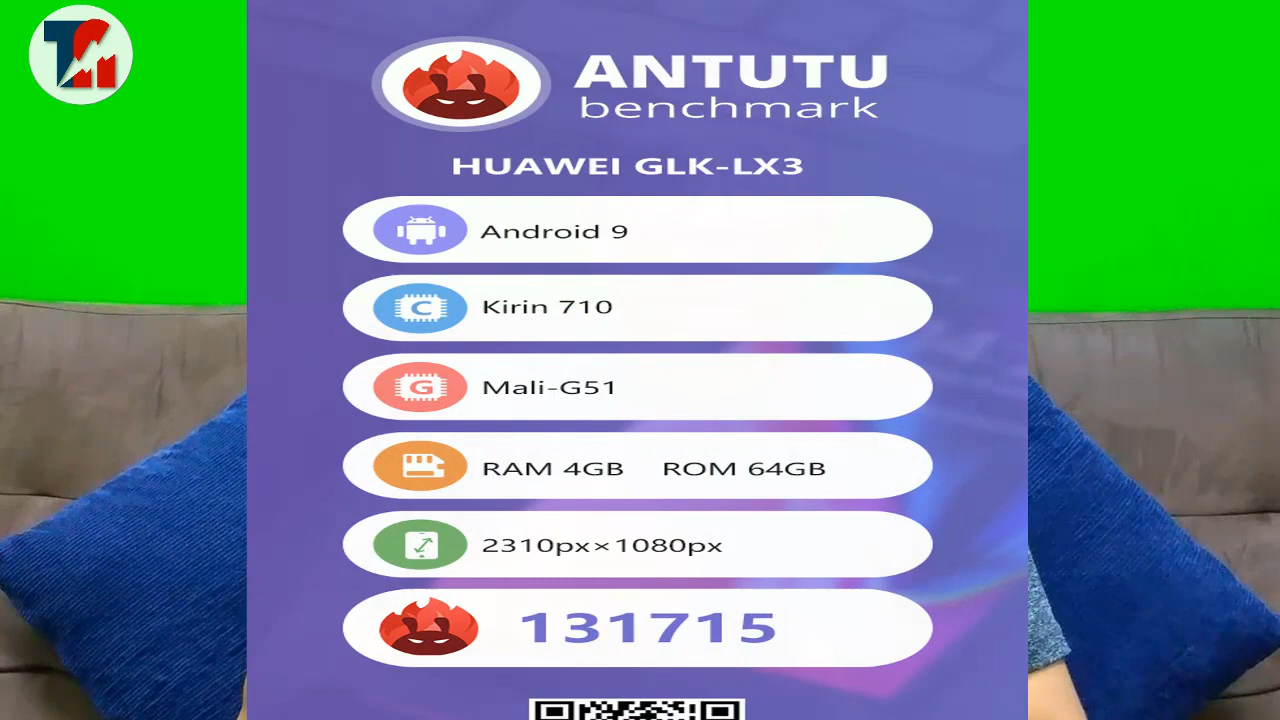 ANTUTU
benchmark
HUAWEI GLK-LX3
Android 9
C Kirin 710
G Mali-G51
RAM 4GB ROM 64GB
2310px×1080px
131715